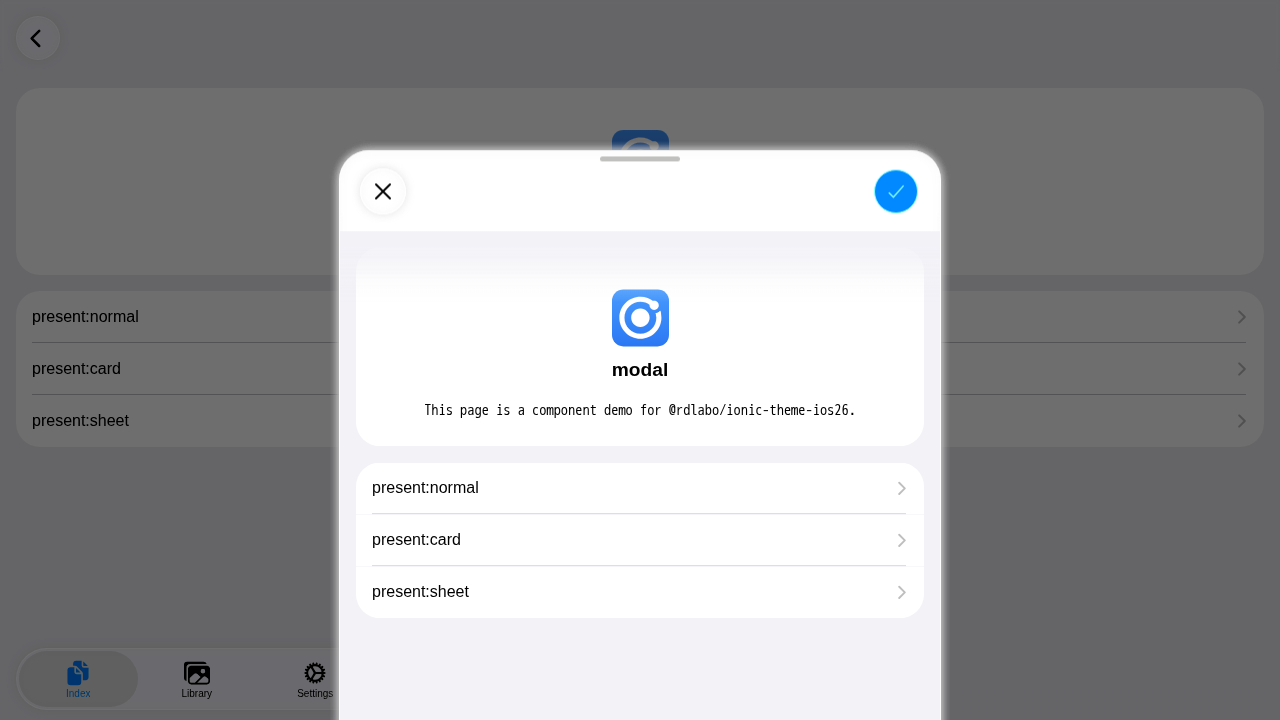 present:normal
present:card
present:sheet
modal
This page is a component demo for @rdlabo/ionic-theme-ios26.
present:normal
present:card
present:sheet
Index
Library
Settings